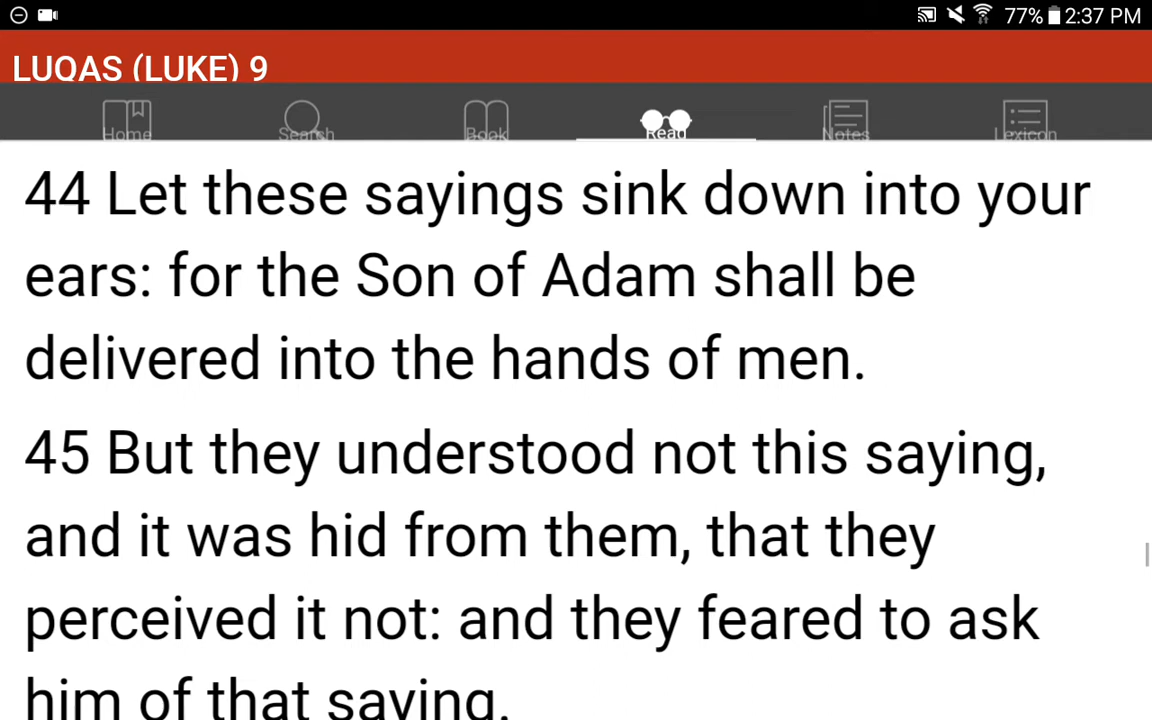 77% 2:37 PM
LUQAS (LUKE) 9
Home Search Book Read Notes Lexicon
44 Let these sayings sink down into your
ears: for the Son of Adam shall be
delivered into the hands of men.
45 But they understood not this saying,
and it was hid from them, that they
perceived it not: and they feared to ask
him of that saying.